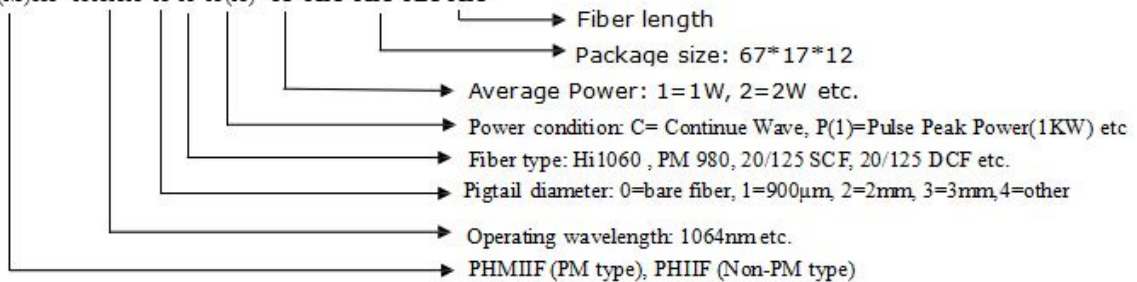 Fiber length
Package size: 67*17*12
Average Power: 1=1W, 2=2W etc.
Power condition: C= Continue Wave, P(1)=Pulse Peak Power(1KW) etc
Fiber type: Hi1060 , PM 980, 20/125 SCF, 20/125 DCF etc.
Pigtail diameter: 0=bare fiber, 1=900μm, 2=2mm, 3=3mm,4=other
Operating wavelength: 1064nm etc.
PHMIIF (PM type), PHIIF (Non-PM type)